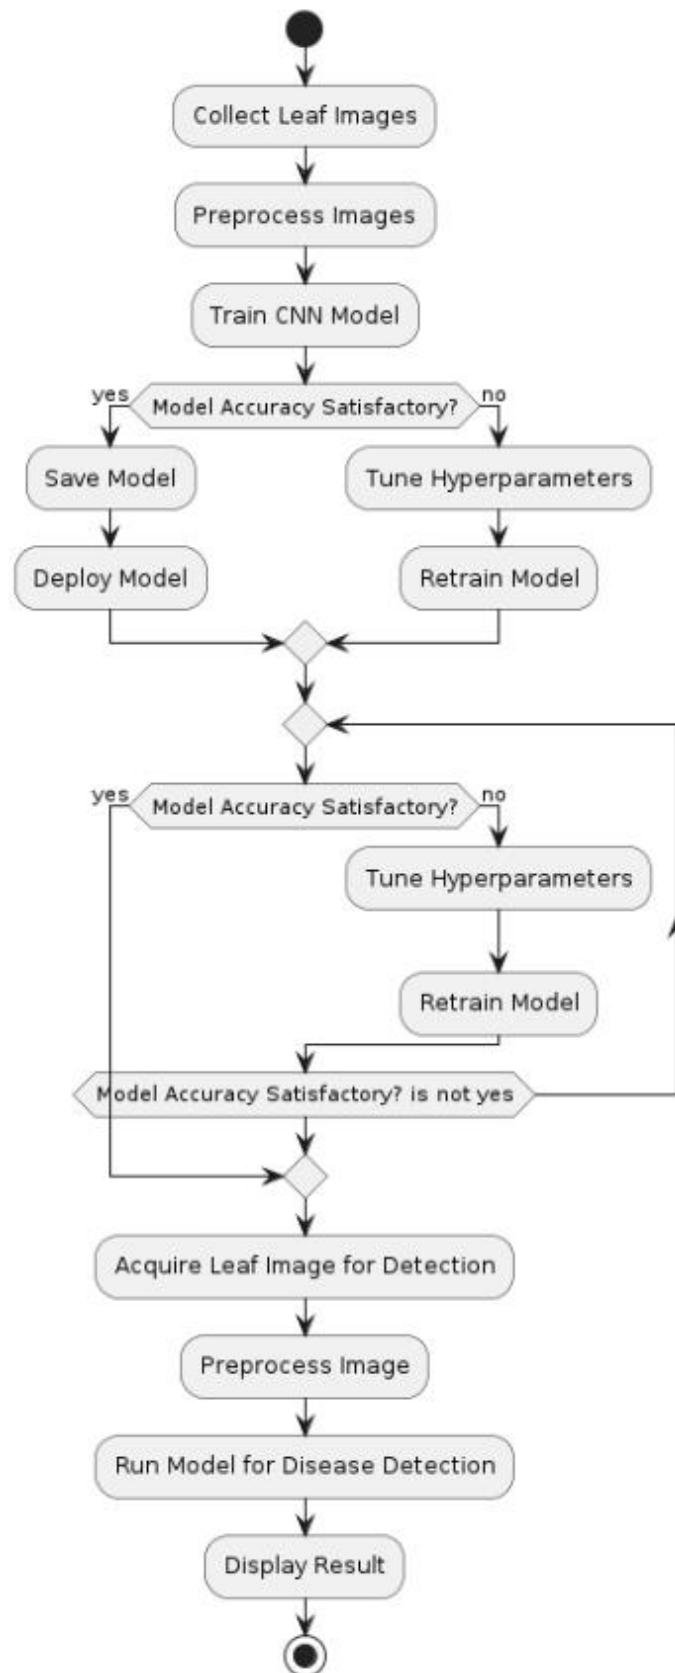 Collect Leaf Images
Preprocess Images
Train CNN Model
yes
Model Accuracy Satisfactory?
no
Save Model
Tune Hyperparameters
Deploy Model
Retrain Model
yes
Model Accuracy Satisfactory?
no
Tune Hyperparameters
Retrain Model
Model Accuracy Satisfactory? is not yes
Acquire Leaf Image for Detection
Preprocess Image
Run Model for Disease Detection
Display Result